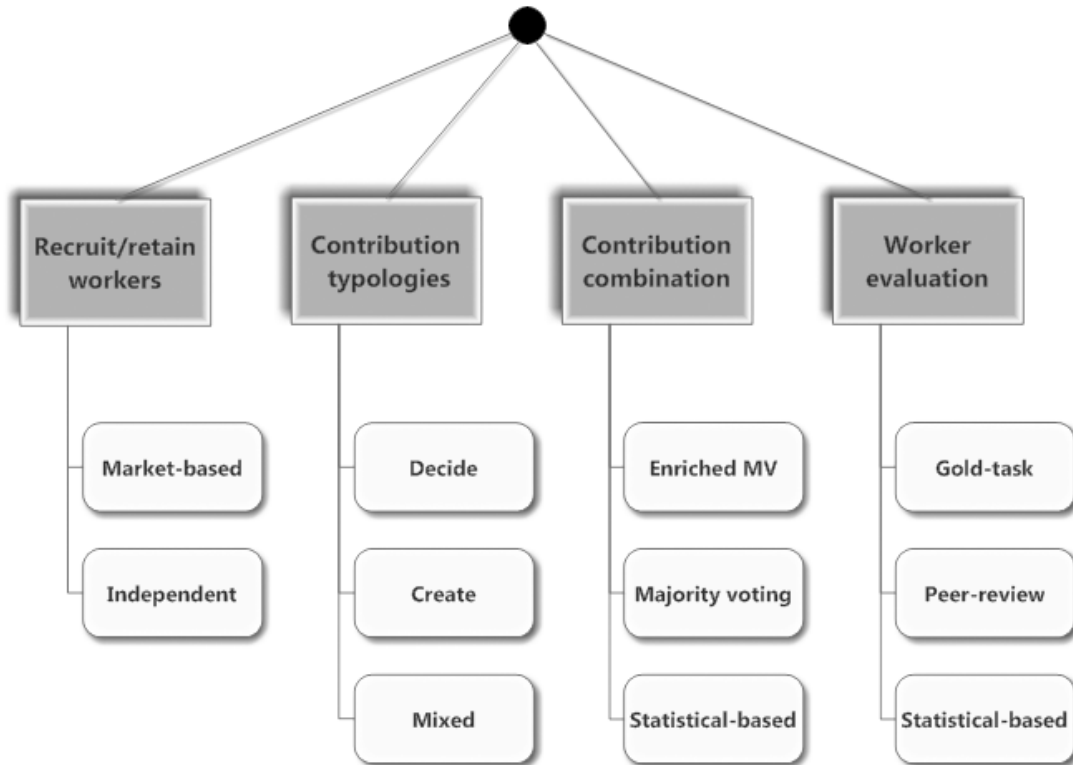 Recruit/retain
workers
Contribution
typologies
Contribution
combination
Worker
evaluation
Market-based
Independent
Decide
Create
Mixed
Enriched MV
Majority voting
Statistical-based
Gold-task
Peer-review
Statistical-based